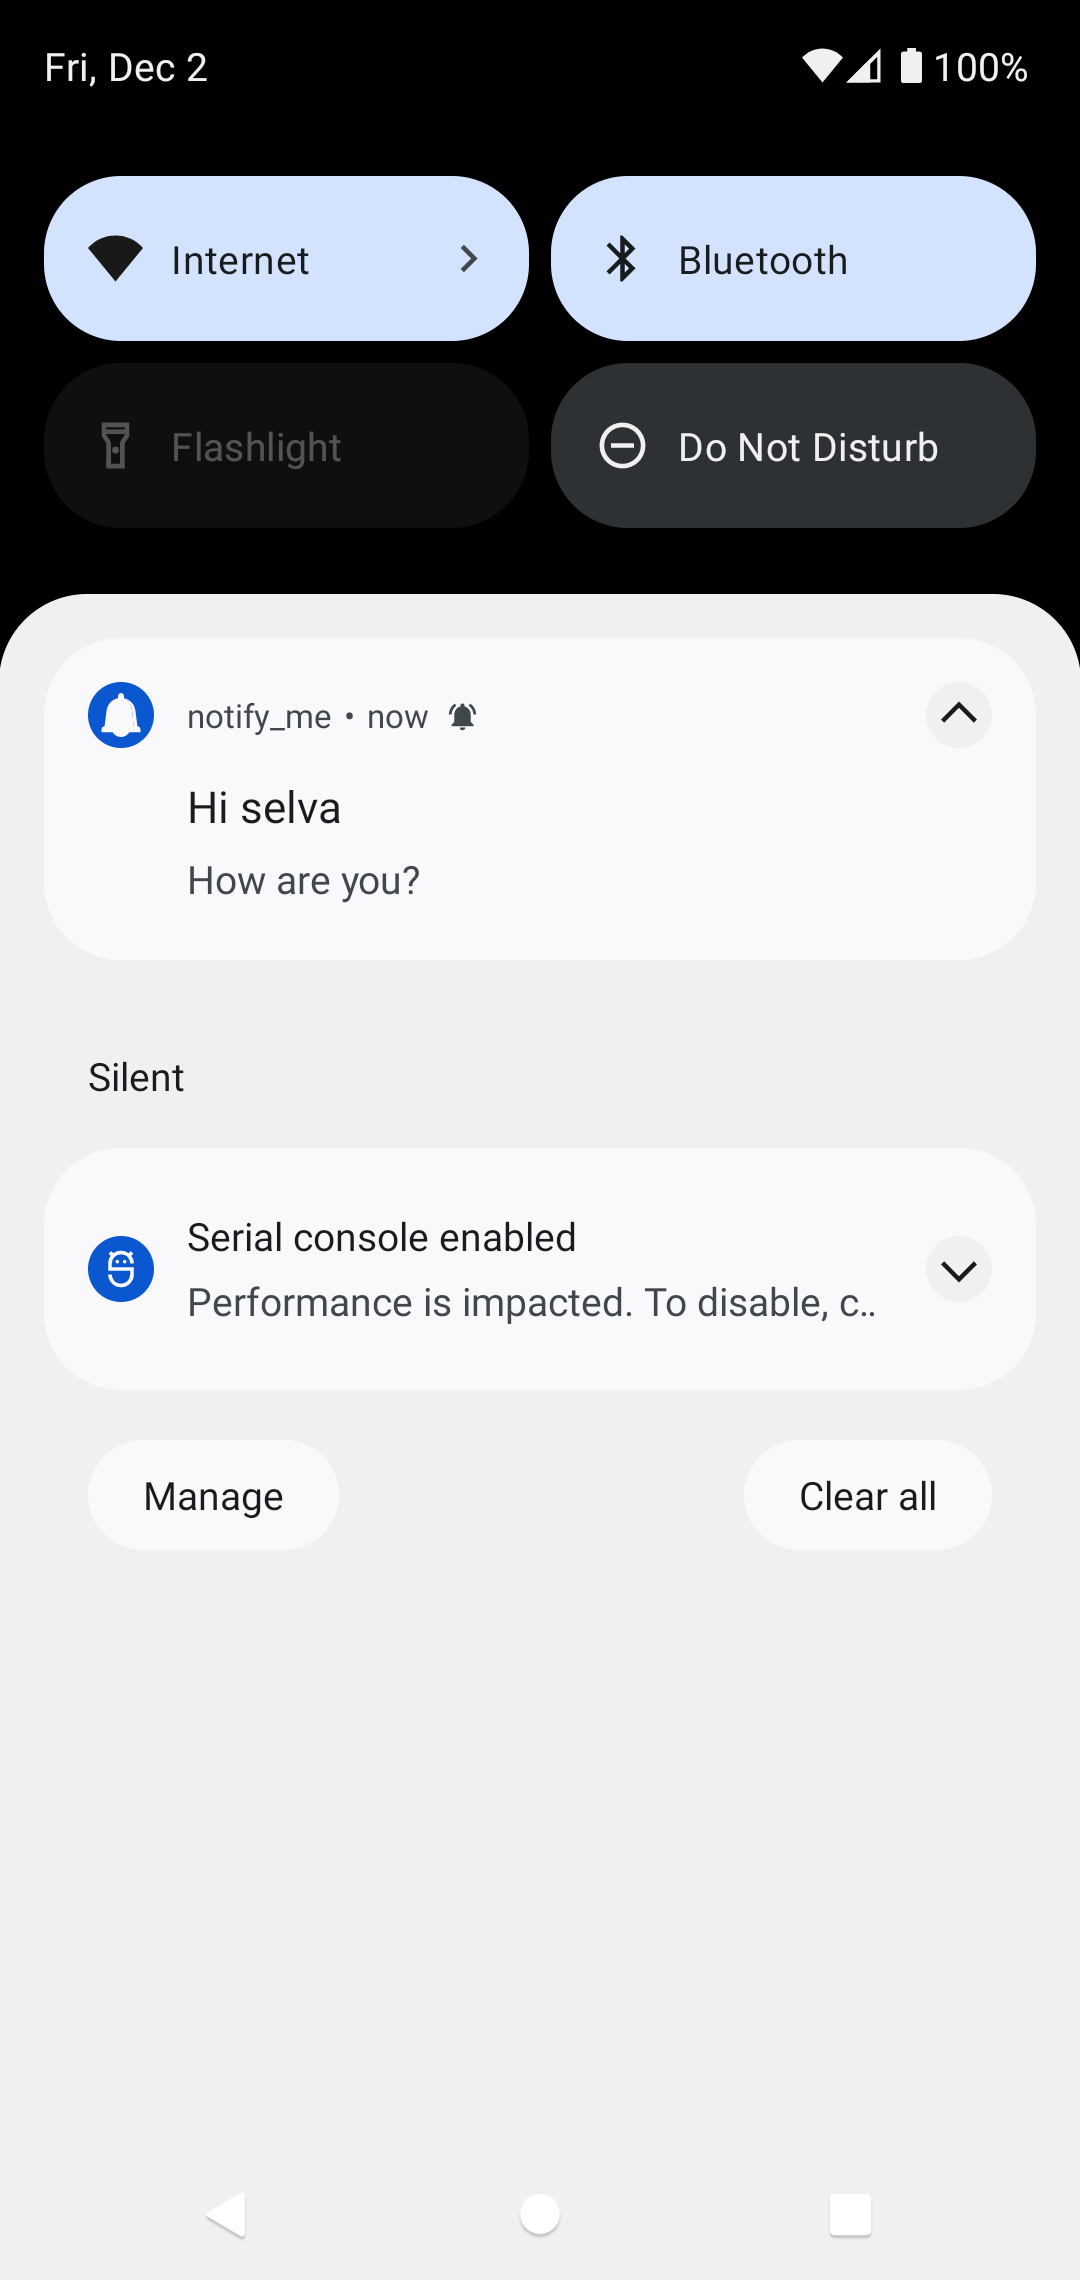 Fri, Dec 2
100%
Internet
Bluetooth
Flashlight
Do Not Disturb
notify_me • now
Hi selva
How are you?
Silent
Serial console enabled
Performance is impacted. To disable, c…
Manage
Clear all